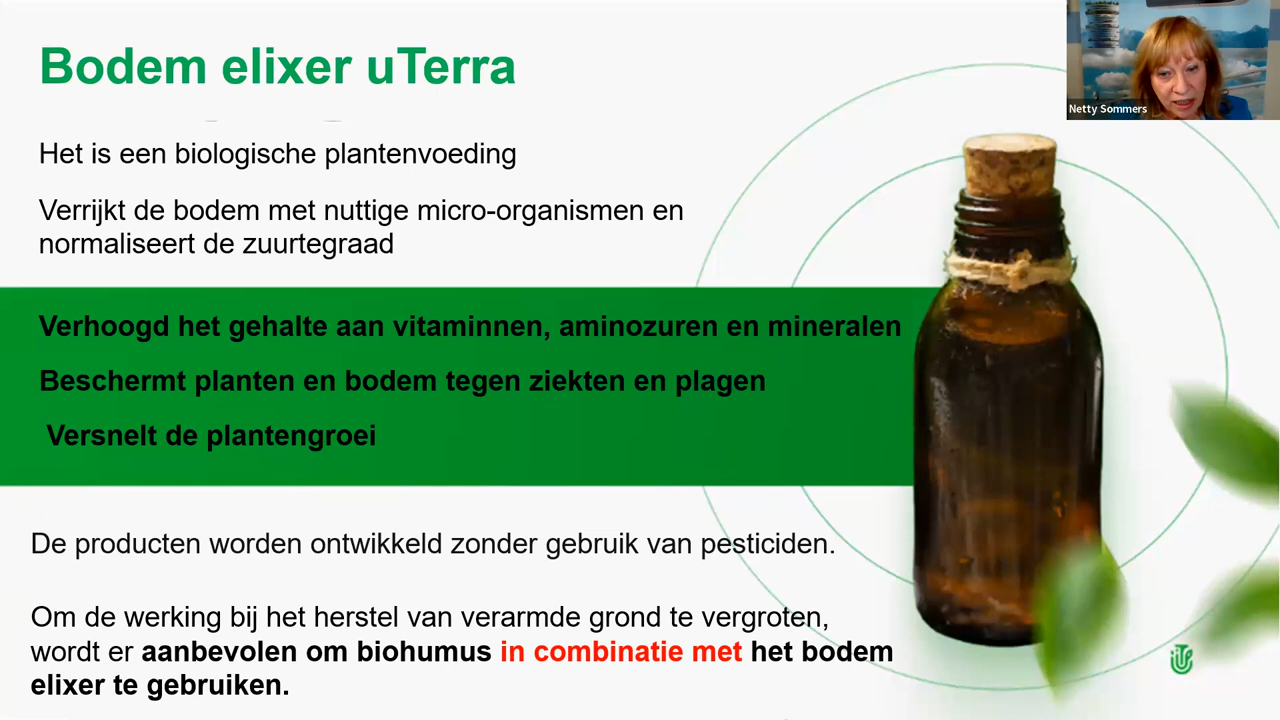 Bodem elixer uTerra
Netty Sommers
Het is een biologische plantenvoeding
Verrijkt de bodem met nuttige micro-organismen en
normaliseert de zuurtegraad
Verhoogd het gehalte aan vitaminnen, aminozuren en mineralen
Beschermt planten en bodem tegen ziekten en plagen
Versnelt de plantengroei
De producten worden ontwikkeld zonder gebruik van pesticiden.
Om de werking bij het herstel van verarmde grond te vergroten,
wordt er aanbevolen om biohumus in combinatie met het bodem
elixer te gebruiken.